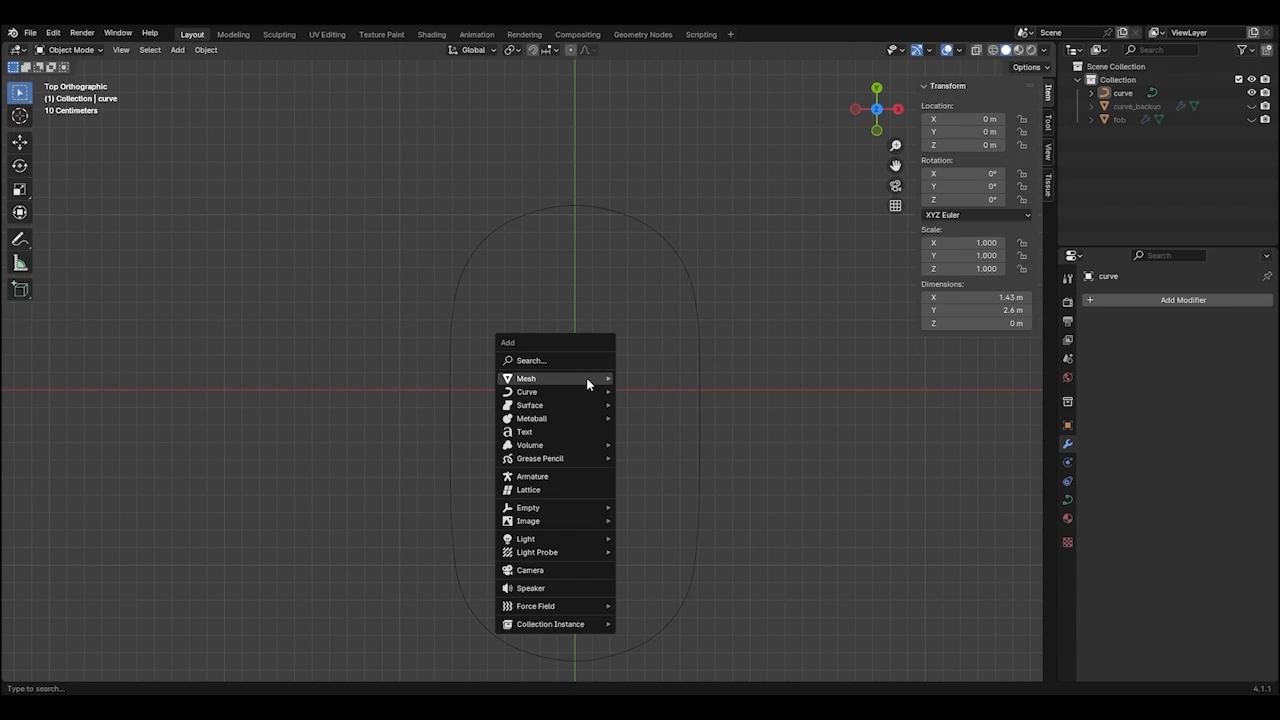 File Edit Render Window Help Layout Modeling Sculpting UV Editing Texture Paint Shading Animation Rendering Compositing Geometry Nodes Scripting + Scene ViewLayer
Object Mode View Select Add Object Global Search
Options
Top Orthographic
(1) Collection | curve
10 Centimeters
Y
X
Z
Transform
Location:
X 0 m
Y 0 m
Z 0 m
Rotation:
X 0°
Y 0°
Z 0°
XYZ Euler
Scale:
X 1.000
Y 1.000
Z 1.000
Dimensions:
X 1.43 m
Y 2.6 m
Z 0 m
Item
Tool
View
Tissue
Scene Collection
Collection
curve
curve_backuo
fob
Search
curve
+ Add Modifier
Add
Search...
Mesh
Curve
Surface
Metaball
Text
Volume
Grease Pencil
Armature
Lattice
Empty
Image
Light
Light Probe
Camera
Speaker
Force Field
Collection Instance
Type to search... 4.1.1